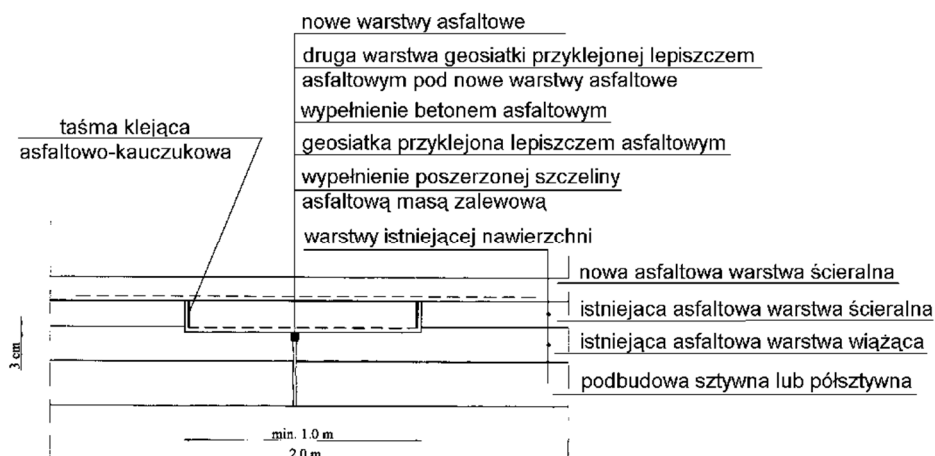 nowe warstwy asfaltowe
druga warstwa geosiatki przyklejonej lepiszczem
asfaltowym pod nowe warstwy asfaltowe
wypełnienie betonem asfaltowym
geosiatka przyklejona lepiszczem asfaltowym
wypełnienie poszerzonej szczeliny
asfaltową masą zalewową
warstwy istniejącej nawierzchni
taśma klejąca
asfaltowo-kauczukowa
nowa asfaltowa warstwa ścieralna
istniejaca asfaltowa warstwa ścieralna
istniejąca asfaltowa warstwa wiążąca
podbudowa sztywna lub półsztywna
3 cm
min. 1.0 m
2.0 m